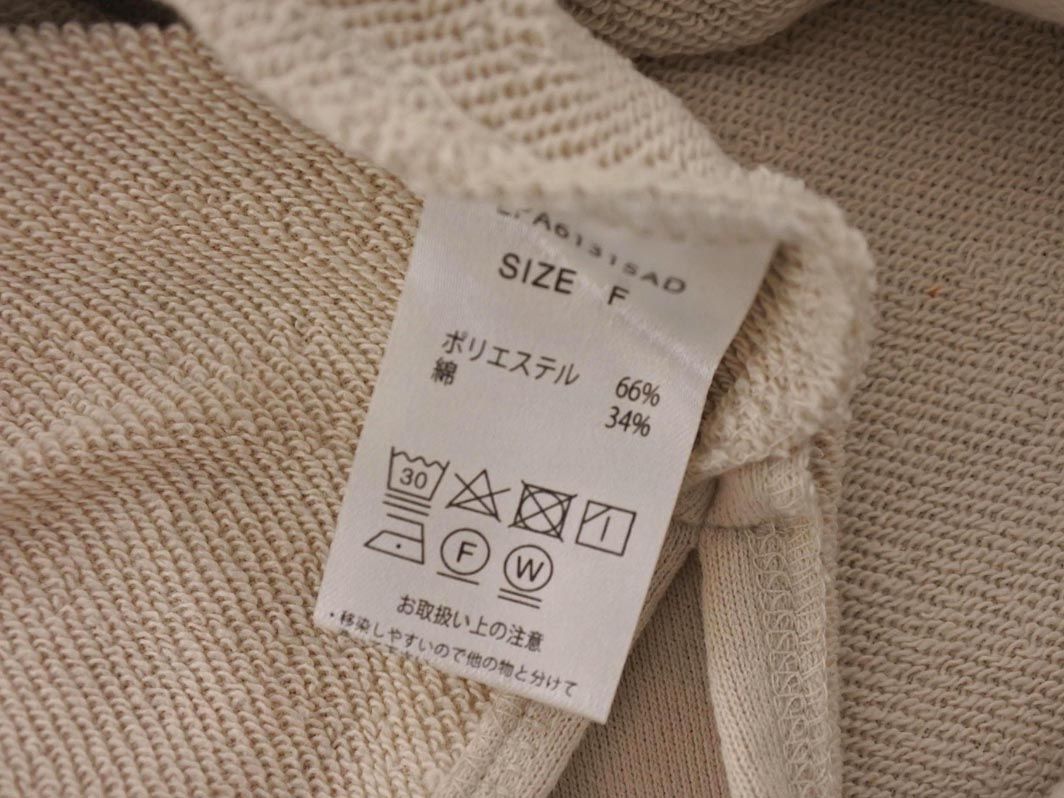 SIZE F
ポリエステル 66%
綿 34%
30
F W
お取扱い上の注意
・移染しやすいので他の物と分けて